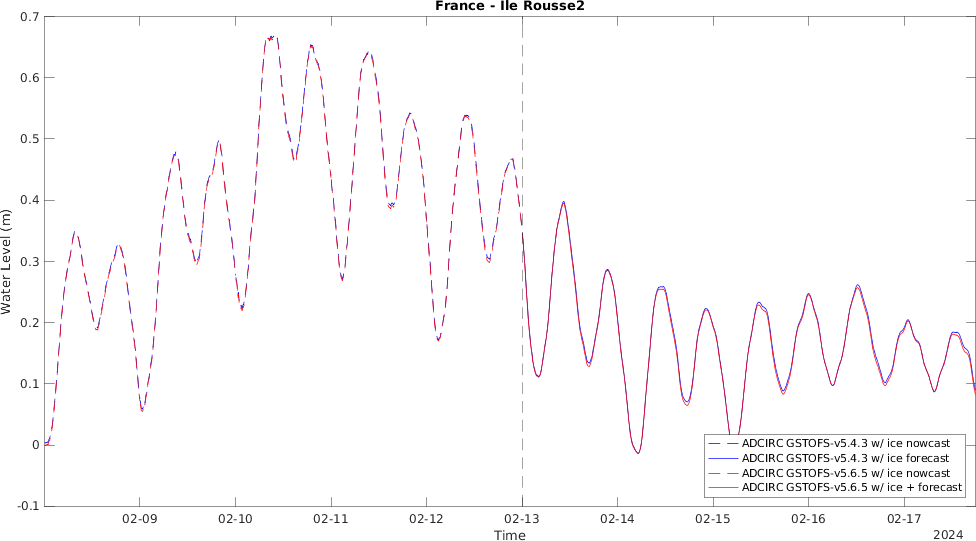 France - Ile Rousse2
0.7
0.6
0.5
0.4
0.3
0.2
0.1
0
-0.1
Water Level (m)
02-09 02-10 02-11 02-12 02-13 02-14 02-15 02-16 02-17
Time
2024
ADCIRC GSTOFS-v5.4.3 w/ ice nowcast
ADCIRC GSTOFS-v5.4.3 w/ ice forecast
ADCIRC GSTOFS-v5.6.5 w/ ice nowcast
ADCIRC GSTOFS-v5.6.5 w/ ice + forecast